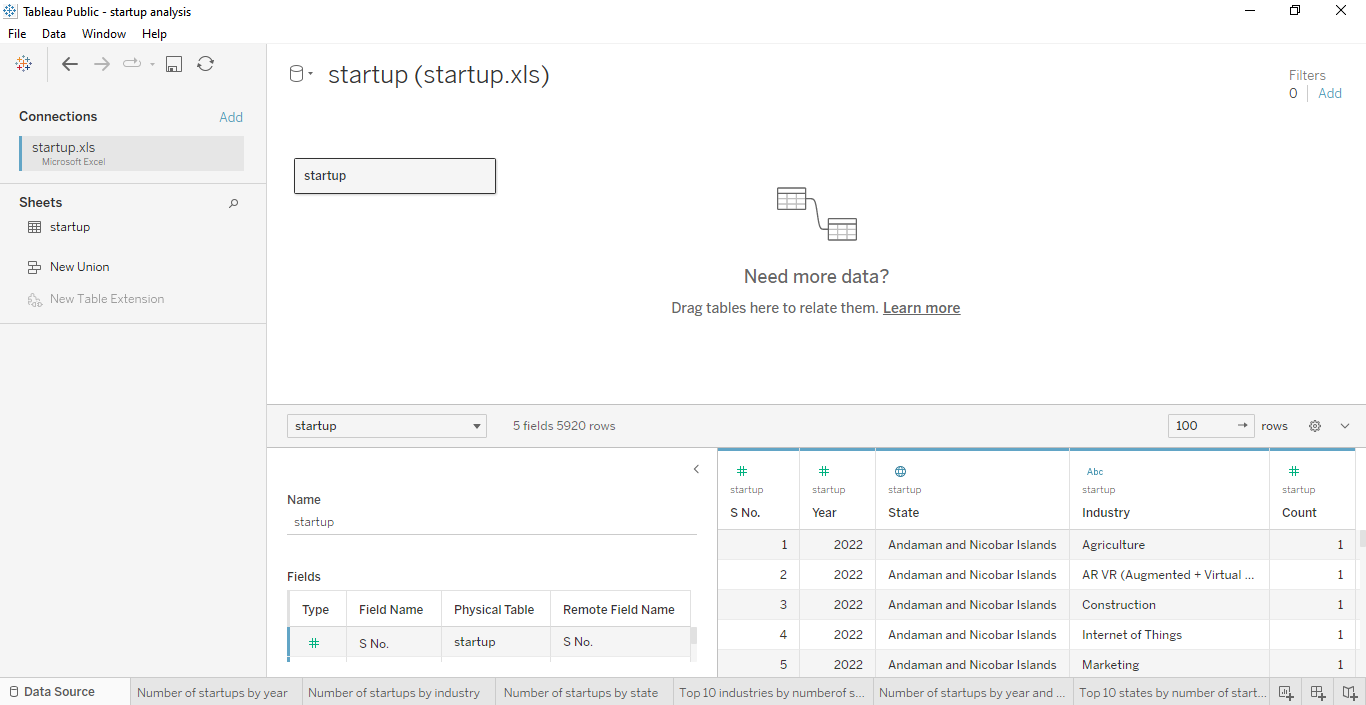 Tableau Public - startup analysis
File Data Window Help
startup (startup.xls)
Filters
0 Add
Connections Add
startup.xls
Microsoft Excel
Sheets
startup
New Union
New Table Extension
startup
Need more data?
Drag tables here to relate them. Learn more
startup 5 fields 5920 rows 100 rows
Name
startup
Fields
Type Field Name Physical Table Remote Field Name
S No. startup S No.
Abc
startup startup startup startup startup
S No. Year State Industry Count
1 2022 Andaman and Nicobar Islands Agriculture 1
2 2022 Andaman and Nicobar Islands AR VR (Augmented + Virtual ... 1
3 2022 Andaman and Nicobar Islands Construction 1
4 2022 Andaman and Nicobar Islands Internet of Things 1
5 2022 Andaman and Nicobar Islands Marketing 1
Data Source Number of startups by year Number of startups by industry Number of startups by state Top 10 industries by numberof s... Number of startups by year and ... Top 10 states by number of start...